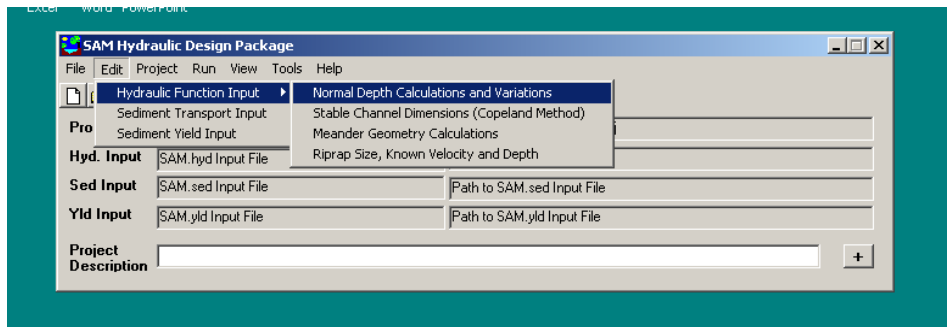 Excel Word PowerPoint
SAM Hydraulic Design Package
File Edit Project Run View Tools Help
Hydraulic Function Input
Normal Depth Calculations and Variations
Sediment Transport Input
Stable Channel Dimensions (Copeland Method)
Sediment Yield Input
Meander Geometry Calculations
Riprap Size, Known Velocity and Depth
Pro
Hyd. Input SAM.hyd Input File
Sed Input SAM.sed Input File Path to SAM.sed Input File
Yld Input SAM.yld Input File Path to SAM.yld Input File
Project
Description +